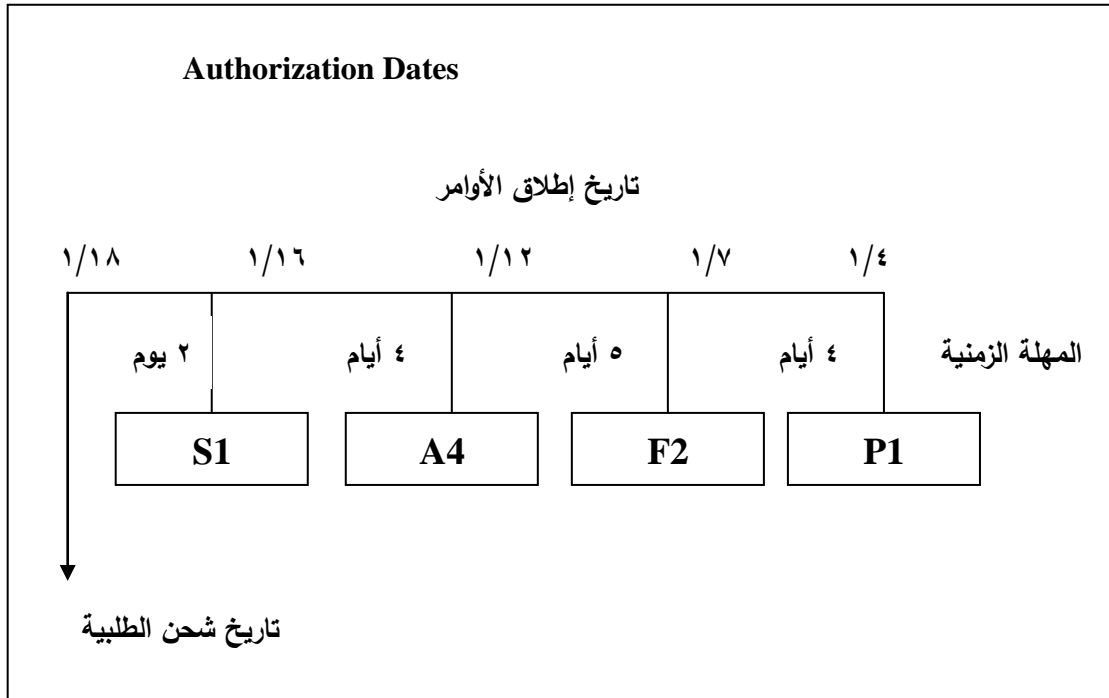 Authorization Dates
تاريخ إطلاق الأوامر
١/٤ ١/٧ ١/١٢ ١/١٦ ١/١٨
المهلة الزمنية ٤ أيام ٥ أيام ٤ أيام ٢ يوم
S1 A4 F2 P1
تاريخ شحن الطلبية